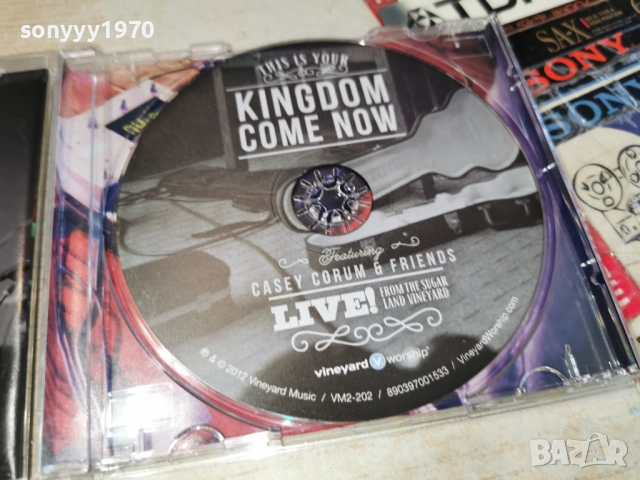 sonyyy1970
TDK
SA-X
SONY
SONY
THIS IS YOUR
KINGDOM
COME NOW
Featuring
CASEY CORUM & FRIENDS
LIVE! FROM THE SUGAR
LAND VINEYARD
vineyard worship
℗ & © 2012 Vineyard Music / VM2-202 / 890397001533 / VineyardWorship.com
BAZAR
bg